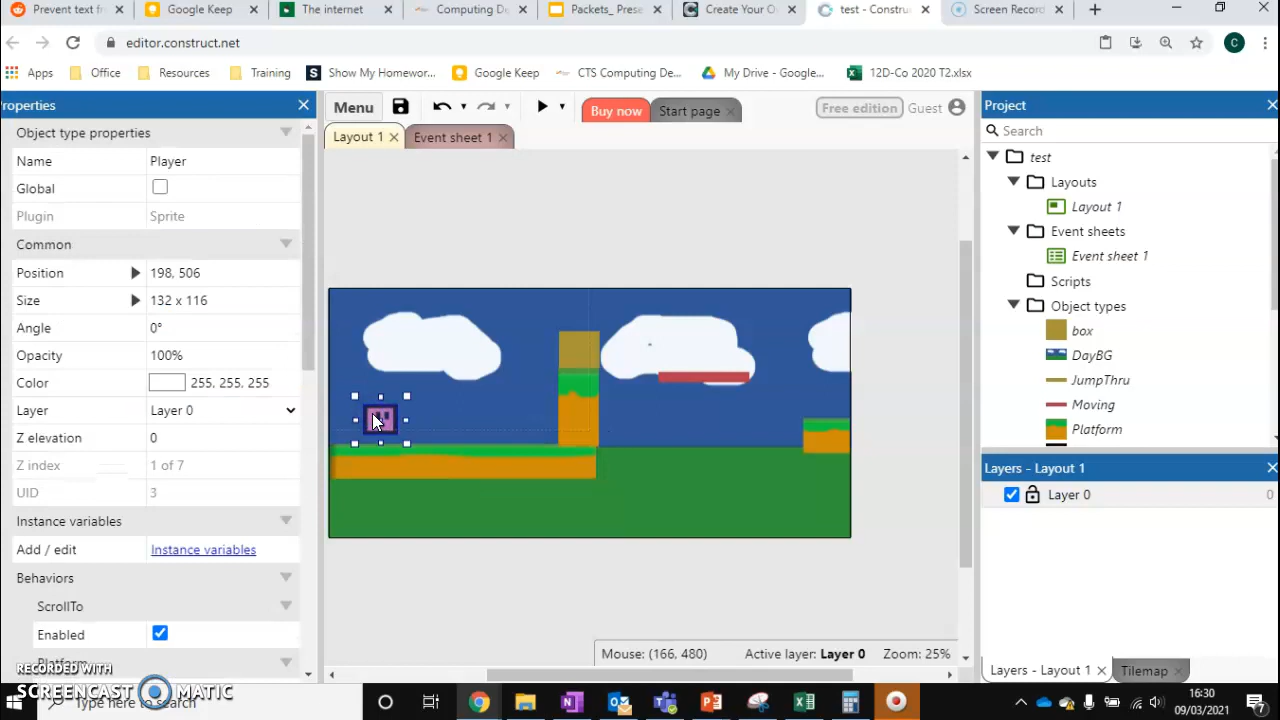 Prevent text fr
Google Keep
The internet
Computing De
Packets_ Prese
Create Your O
test - Constru
Screen Record
editor.construct.net
Apps
Office
Resources
Training
Show My Homewor...
Google Keep
CTS Computing De...
My Drive - Google...
12D-Co 2020 T2.xlsx
Properties
Menu
Buy now
Start page
Free edition
Guest
Project
Layout 1
Event sheet 1
Search
Object type properties
Name
Player
Global
Plugin
Sprite
Common
Position
198, 506
Size
132 x 116
Angle
0°
Opacity
100%
Color
255, 255, 255
Layer
Layer 0
Z elevation
0
Z index
1 of 7
UID
3
Instance variables
Add / edit
Instance variables
Behaviors
ScrollTo
Enabled
test
Layouts
Layout 1
Event sheets
Event sheet 1
Scripts
Object types
box
DayBG
JumpThru
Moving
Platform
Layers - Layout 1
Layer 0
0
Mouse: (166, 480)
Active layer: Layer 0
Zoom: 25%
Layers - Layout 1
Tilemap
RECORDED WITH
SCREENCAST MATIC
Type here to search
16:30
09/03/2021
7